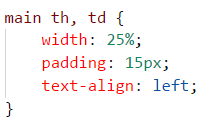 main th, td {
    width: 25%;
    padding: 15px;
    text-align: left;
}